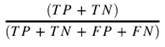 (TP + TN)
(TP + TN + FP + FN)